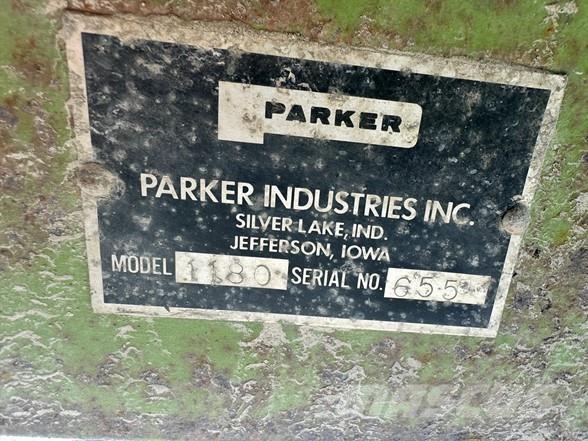 PARKER
PARKER INDUSTRIES INC.
SILVER LAKE, IND.
JEFFERSON, IOWA
MODEL 1180 SERIAL NO. 655